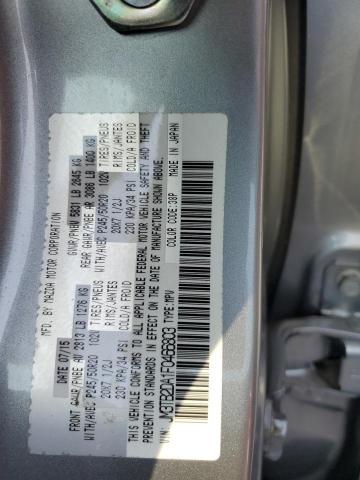 MFD. BY: MAZDA MOTOR CORPORATION
DATE: 07/15 GVWR/PNBV 5831 LB 2645 KG
FRONT GAWR/PNBE AV 2813 LB 1276 KG REAR GAWR/PNBE AR 3086 LB 1400 KG
WITH/AVEC P245/50R20 102V TIRES/PNEUS WITH/AVEC P245/50R20 102V TIRES/PNEUS
20X7 1/2J RIMS/JANTES 20X7 1/2J RIMS/JANTES
230 KPA/34 PSI COLD/A FROID 230 KPA/34 PSI COLD/A FROID
THIS VEHICLE CONFORMS TO ALL APPLICABLE FEDERAL MOTOR VEHICLE SAFETY AND THEFT
PREVENTION STANDARDS IN EFFECT ON THE DATE OF MANUFACTURE SHOWN ABOVE.
COLOR/COULEUR:38P MADE IN JAPAN
TYPE:MPV